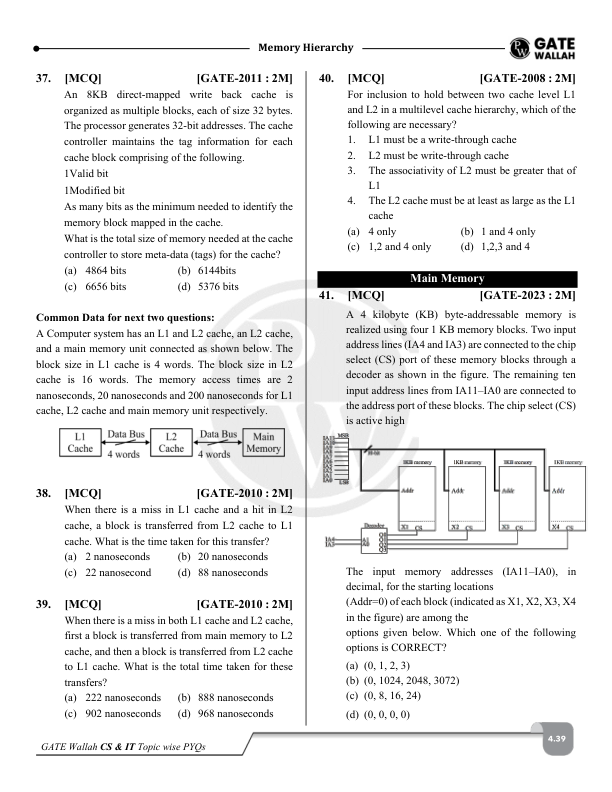 Memory Hierarchy
GATE
WALLAH
37. [MCQ] [GATE-2011 : 2M]
An 8KB direct-mapped write back cache is
organized as multiple blocks, each of size 32 bytes.
The processor generates 32-bit addresses. The cache
controller maintains the tag information for each
cache block comprising of the following.
1Valid bit
1Modified bit
As many bits as the minimum needed to identify the
memory block mapped in the cache.
What is the total size of memory needed at the cache
controller to store meta-data (tags) for the cache?
(a) 4864 bits (b) 6144bits
(c) 6656 bits (d) 5376 bits
Common Data for next two questions:
A Computer system has an L1 and L2 cache, an L2 cache,
and a main memory unit connected as shown below. The
block size in L1 cache is 4 words. The block size in L2
cache is 16 words. The memory access times are 2
nanoseconds, 20 nanoseconds and 200 nanoseconds for L1
cache, L2 cache and main memory unit respectively.
L1
Cache
Data Bus
4 words
L2
Cache
Data Bus
4 words
Main
Memory
38. [MCQ] [GATE-2010 : 2M]
When there is a miss in L1 cache and a hit in L2
cache, a block is transferred from L2 cache to L1
cache. What is the time taken for this transfer?
(a) 2 nanoseconds (b) 20 nanoseconds
(c) 22 nanosecond (d) 88 nanoseconds
39. [MCQ] [GATE-2010 : 2M]
When there is a miss in both L1 cache and L2 cache,
first a block is transferred from main memory to L2
cache, and then a block is transferred from L2 cache
to L1 cache. What is the total time taken for these
transfers?
(a) 222 nanoseconds (b) 888 nanoseconds
(c) 902 nanoseconds (d) 968 nanoseconds
40. [MCQ] [GATE-2008 : 2M]
For inclusion to hold between two cache level L1
and L2 in a multilevel cache hierarchy, which of the
following are necessary?
1. L1 must be a write-through cache
2. L2 must be write-through cache
3. The associativity of L2 must be greater that of
L1
4. The L2 cache must be at least as large as the L1
cache
(a) 4 only (b) 1 and 4 only
(c) 1,2 and 4 only (d) 1,2,3 and 4
Main Memory
41. [MCQ] [GATE-2023 : 2M]
A 4 kilobyte (KB) byte-addressable memory is
realized using four 1 KB memory blocks. Two input
address lines (IA4 and IA3) are connected to the chip
select (CS) port of these memory blocks through a
decoder as shown in the figure. The remaining ten
input address lines from IA11–IA0 are connected to
the address port of these blocks. The chip select (CS)
is active high
MSB
LSB
1KB memory 1KB memory 1KB memory 1KB memory
Addr Addr Addr Addr
X1 CS X2 CS X3 CS X4 CS
Decoder
IA4 A1
IA3 A0
Q0
Q1
Q2
Q3
The input memory addresses (IA11–IA0), in
decimal, for the starting locations
(Addr=0) of each block (indicated as X1, X2, X3, X4
in the figure) are among the
options given below. Which one of the following
options is CORRECT?
(a) (0, 1, 2, 3)
(b) (0, 1024, 2048, 3072)
(c) (0, 8, 16, 24)
(d) (0, 0, 0, 0)
GATE Wallah CS & IT Topic wise PYQs
4.39